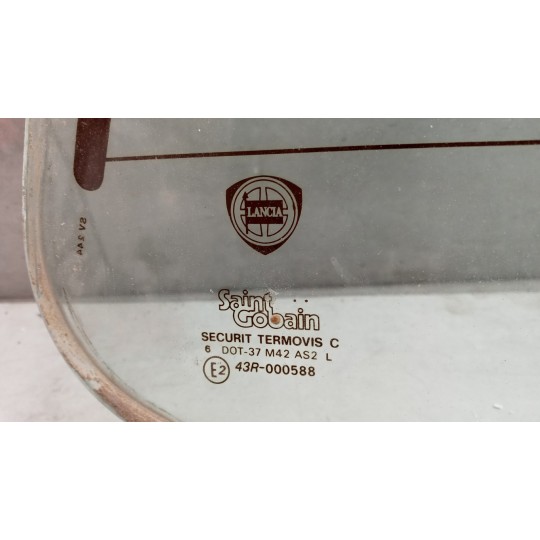 LANCIA
Saint
Gobain
SECURIT TERMOVIS C
6 DOT-37 M42 AS2 L
E2 43R-000588